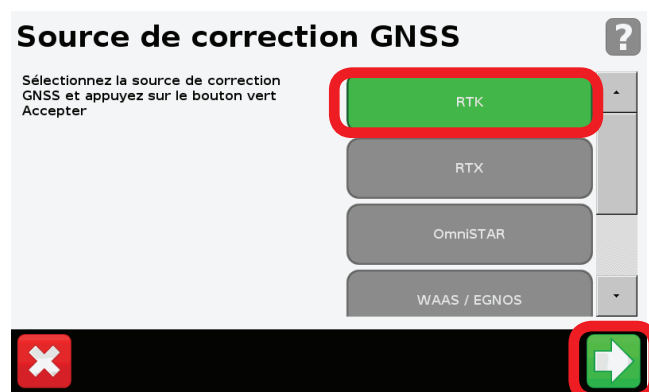 Source de correction GNSS
?
Sélectionnez la source de correction
GNSS et appuyez sur le bouton vert
Accepter
RTK
RTX
OmniSTAR
WAAS / EGNOS